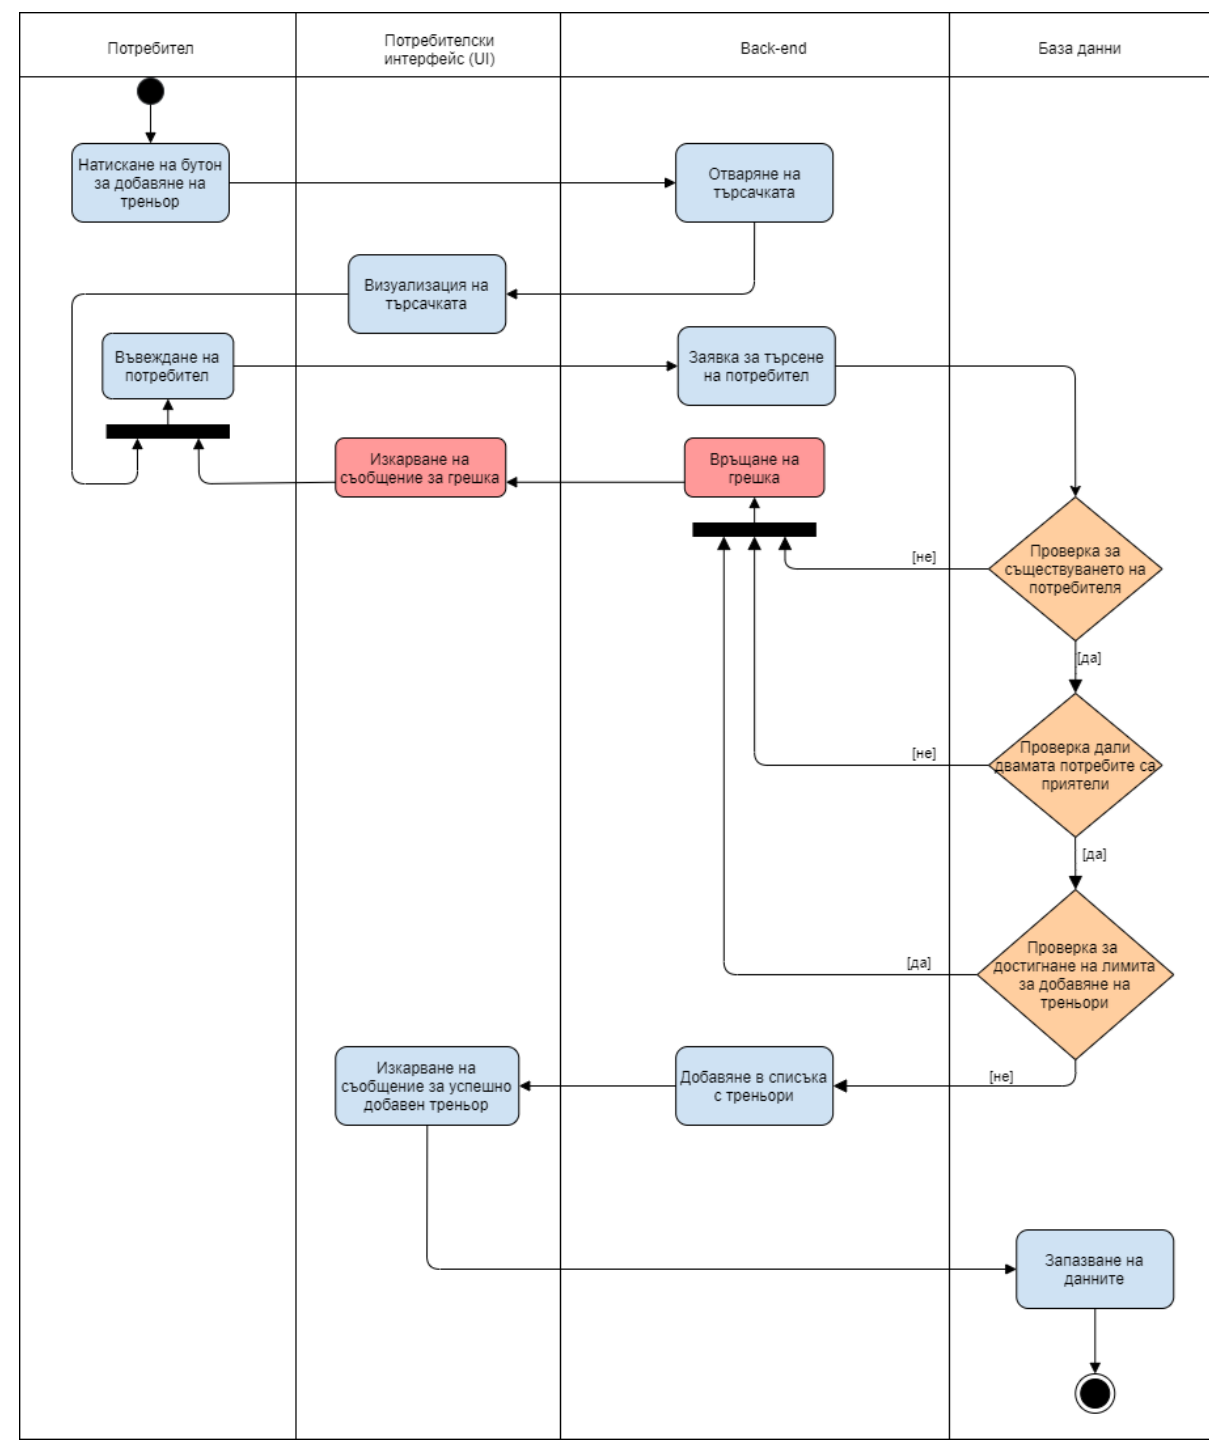 Потребител
Потребителски
интерфейс (UI)
Back-end
База данни
Натискане на бутон
за добавяне на
треньор
Отваряне на
търсачката
Визуализация на
търсачката
Въвеждане на
потребител
Заявка за търсене
на потребител
Изкарване на
съобщение за грешка
Връщане на
грешка
[не]
Проверка за
съществуването на
потребителя
[да]
[не]
Проверка дали
двамата потребите са
приятели
[да]
[да]
Проверка за
достигане на лимита
за добавяне на
треньори
[не]
Изкарване на
съобщение за успешно
добавен треньор
Добавяне в списъка
с треньори
Запазване на
данните